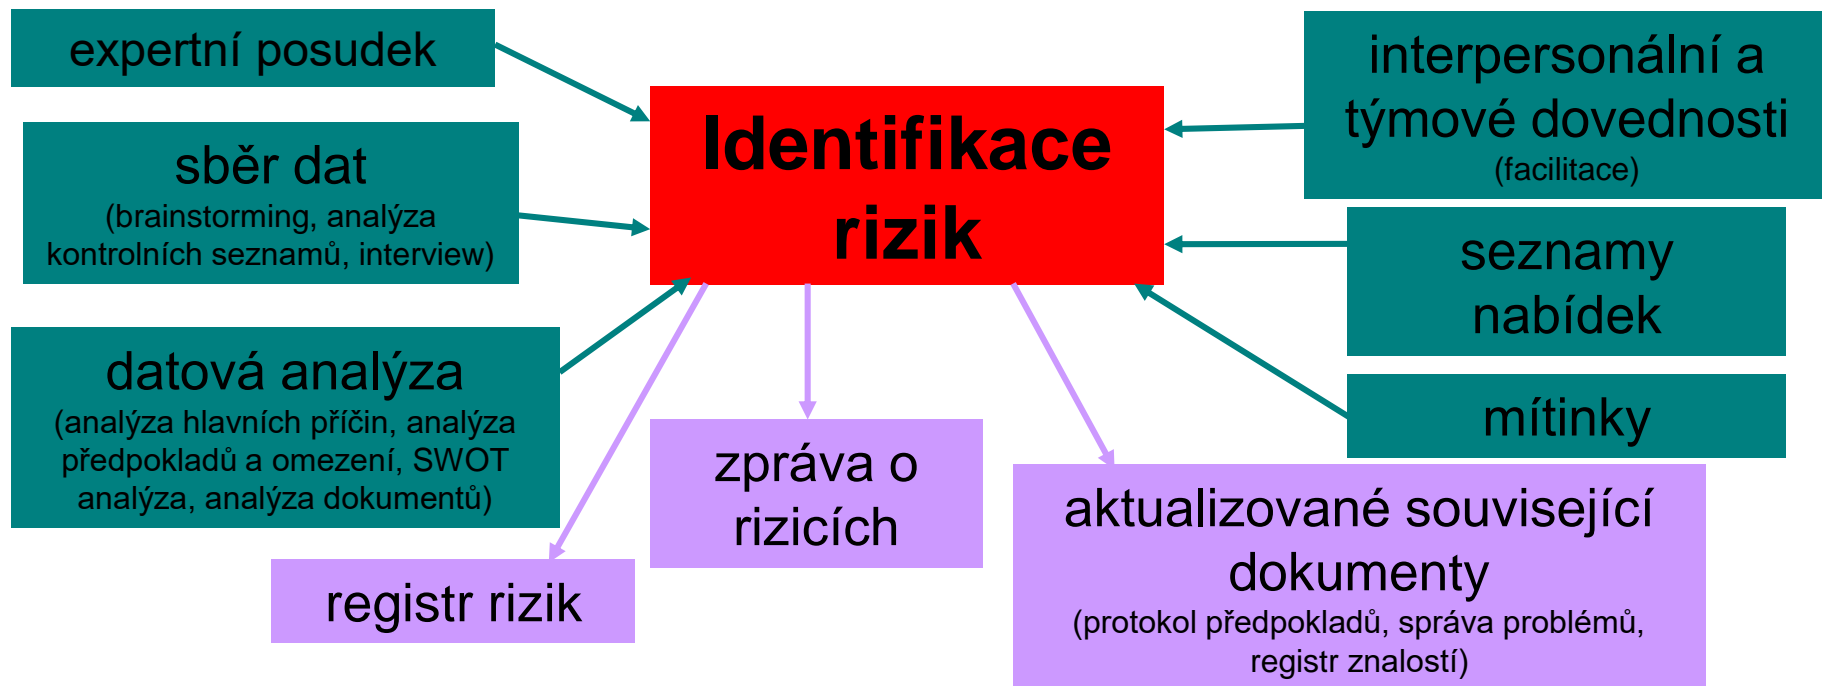 expertní posudek
sběr dat
(brainstorming, analýza
kontrolních seznamů, interview)
datová analýza
(analýza hlavních příčin, analýza
předpokladů a omezení, SWOT
analýza, analýza dokumentů)
Identifikace
rizik
interpersonální a
týmové dovednosti
(facilitace)
seznamy
nabídek
mítinky
registr rizik
zpráva o
rizicích
aktualizované související
dokumenty
(protokol předpokladů, správa problémů,
registr znalostí)